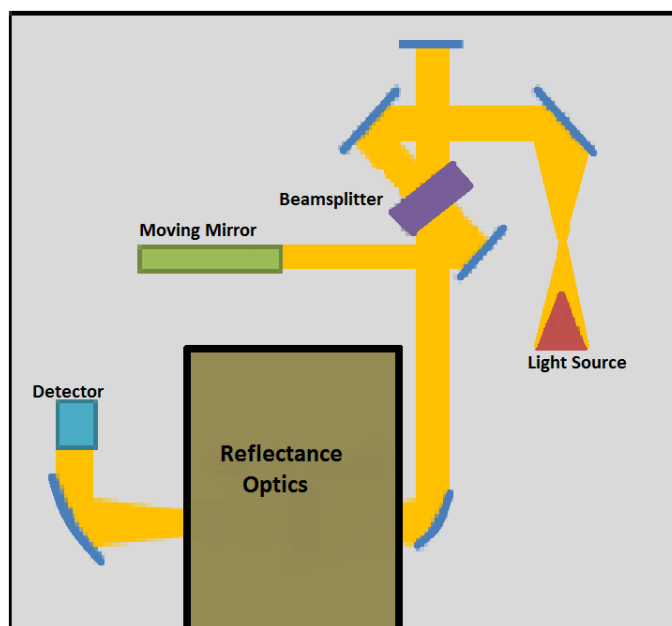 Beamsplitter
Moving Mirror
Light Source
Detector
Reflectance
Optics